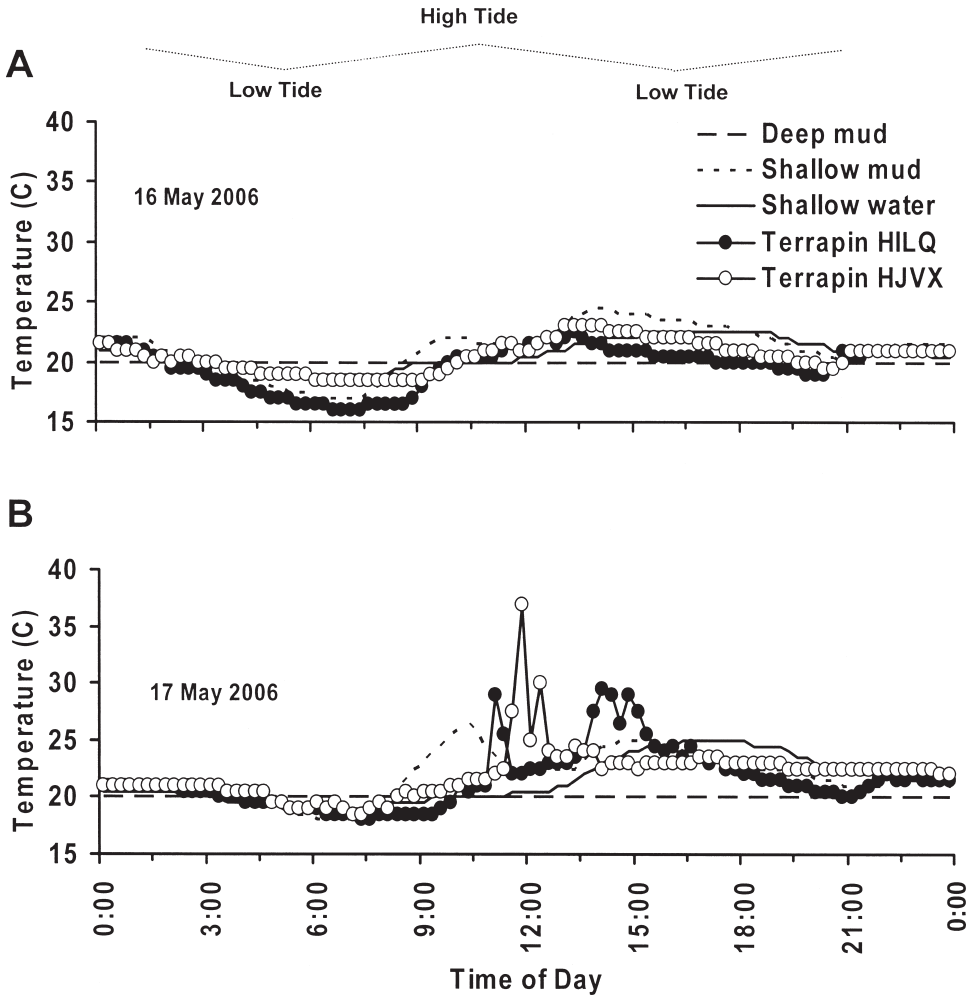 High Tide
A
Low Tide
Low Tide
40
35
30
25
20
15
Temperature (C)
16 May 2006
Deep mud
Shallow mud
Shallow water
Terrapin HILQ
Terrapin HJVX
B
40
35
30
25
20
15
Temperature (C)
17 May 2006
0:00
3:00
6:00
9:00
12:00
15:00
18:00
21:00
0:00
Time of Day